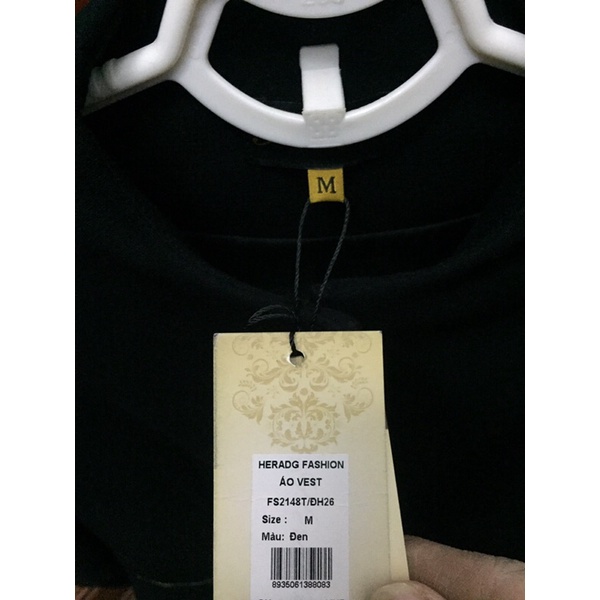 M
HERADG FASHION
ÁO VEST
FS2148T/ĐH26
Size : M
Màu: Đen
8935061388083